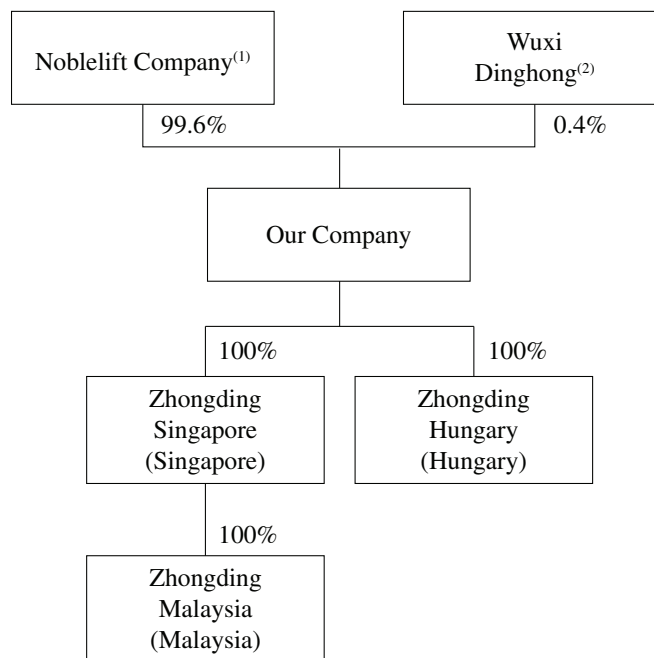 Noblelift Company(1)
Wuxi
Dinghong(2)
99.6%
0.4%
Our Company
100%
100%
Zhongding
Singapore
(Singapore)
Zhongding
Hungary
(Hungary)
100%
Zhongding
Malaysia
(Malaysia)